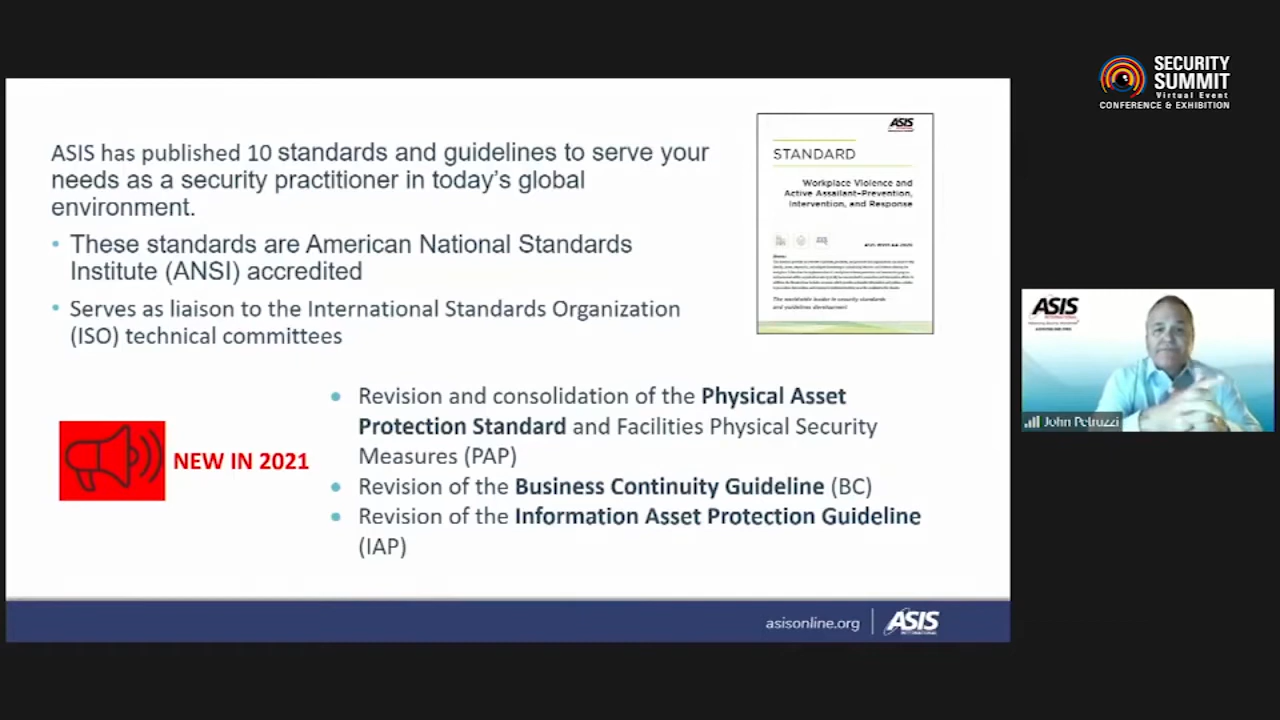 SECURITY
SUMMIT
Virtual Event
CONFERENCE & EXHIBITION
ASIS has published 10 standards and guidelines to serve your
needs as a security practitioner in today's global
environment.
• These standards are American National Standards
Institute (ANSI) accredited
• Serves as liaison to the International Standards Organization
(ISO) technical committees
ASIS
STANDARD
Workplace Violence and
Active Assailant-Prevention,
Intervention, and Response
The worldwide leader in security standards
and guidelines development
NEW IN 2021
• Revision and consolidation of the Physical Asset
Protection Standard and Facilities Physical Security
Measures (PAP)
• Revision of the Business Continuity Guideline (BC)
• Revision of the Information Asset Protection Guideline
(IAP)
asisonline.org
ASIS
INTERNATIONAL
ASIS
INTERNATIONAL
John Petruzzi